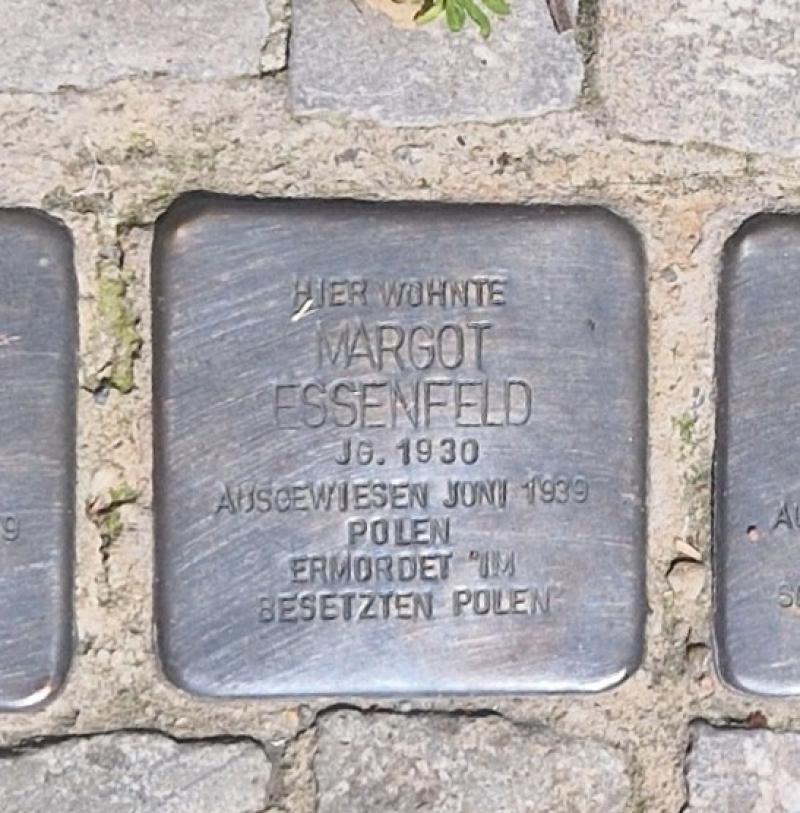 HIER WOHNTE
MARGOT
ESSENFELD
JG. 1930
AUSGEWIESEN JUNI 1939
POLEN
ERMORDET IM
BESETZTEN POLEN